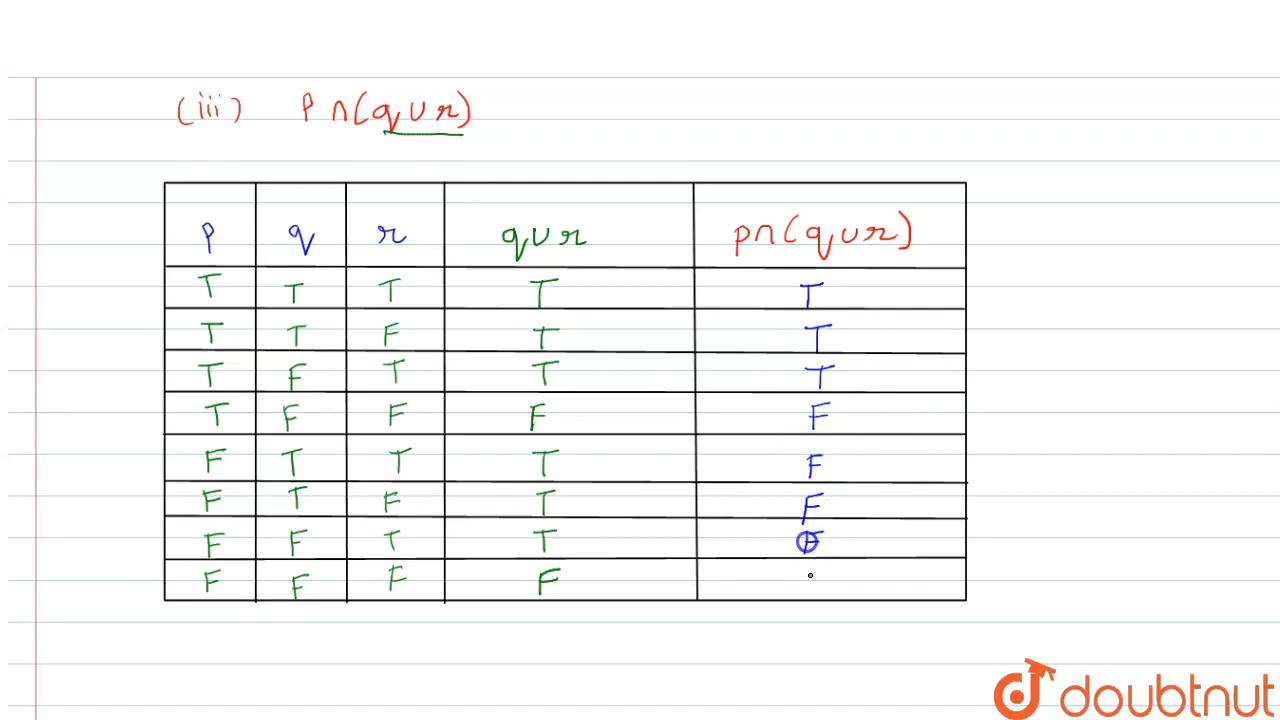 (iii) P ∩ (q ∪ r)
p q r q ∪ r p ∩ (q ∪ r)
T T T T T
T T F T T
T F T T T
T F F F F
F T T T F
F T F T F
F F T T F
F F F F
doubtnut